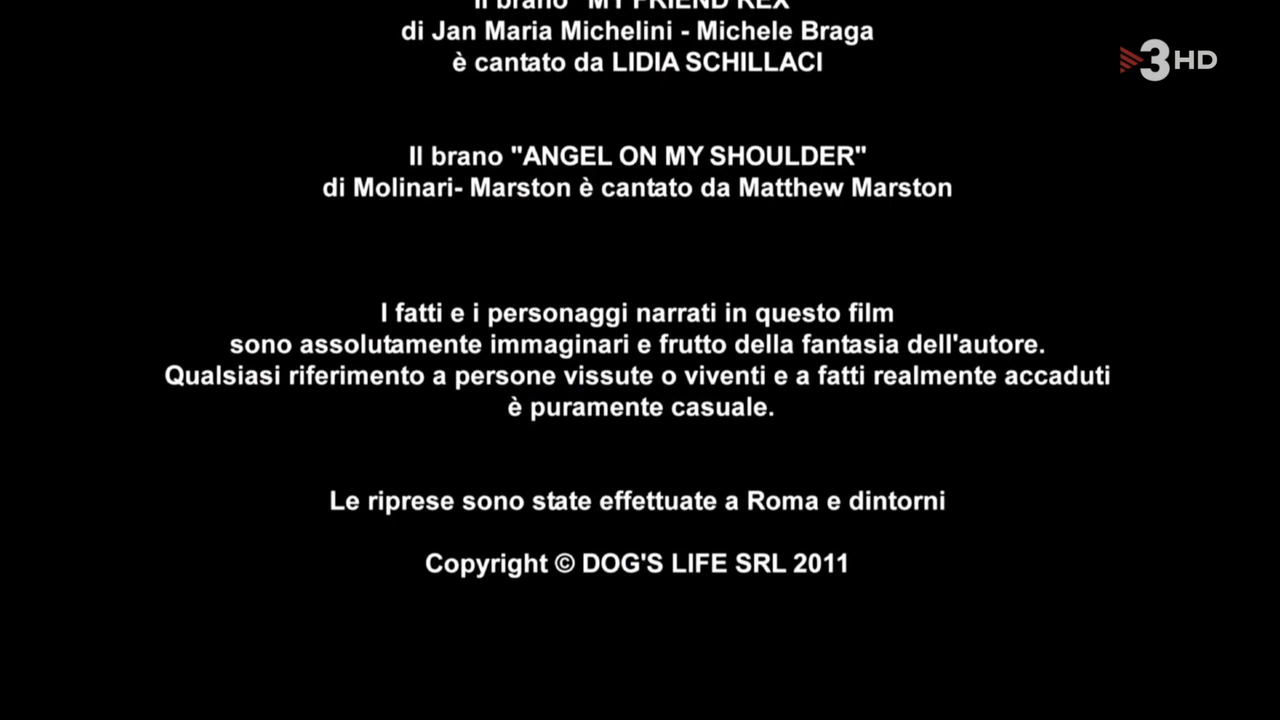 Il brano "MY FRIEND REX"
di Jan Maria Michelini - Michele Braga
è cantato da LIDIA SCHILLACI
3HD
Il brano "ANGEL ON MY SHOULDER"
di Molinari- Marston è cantato da Matthew Marston
I fatti e i personaggi narrati in questo film
sono assolutamente immaginari e frutto della fantasia dell'autore.
Qualsiasi riferimento a persone vissute o viventi e a fatti realmente accaduti
è puramente casuale.
Le riprese sono state effettuate a Roma e dintorni
Copyright © DOG'S LIFE SRL 2011